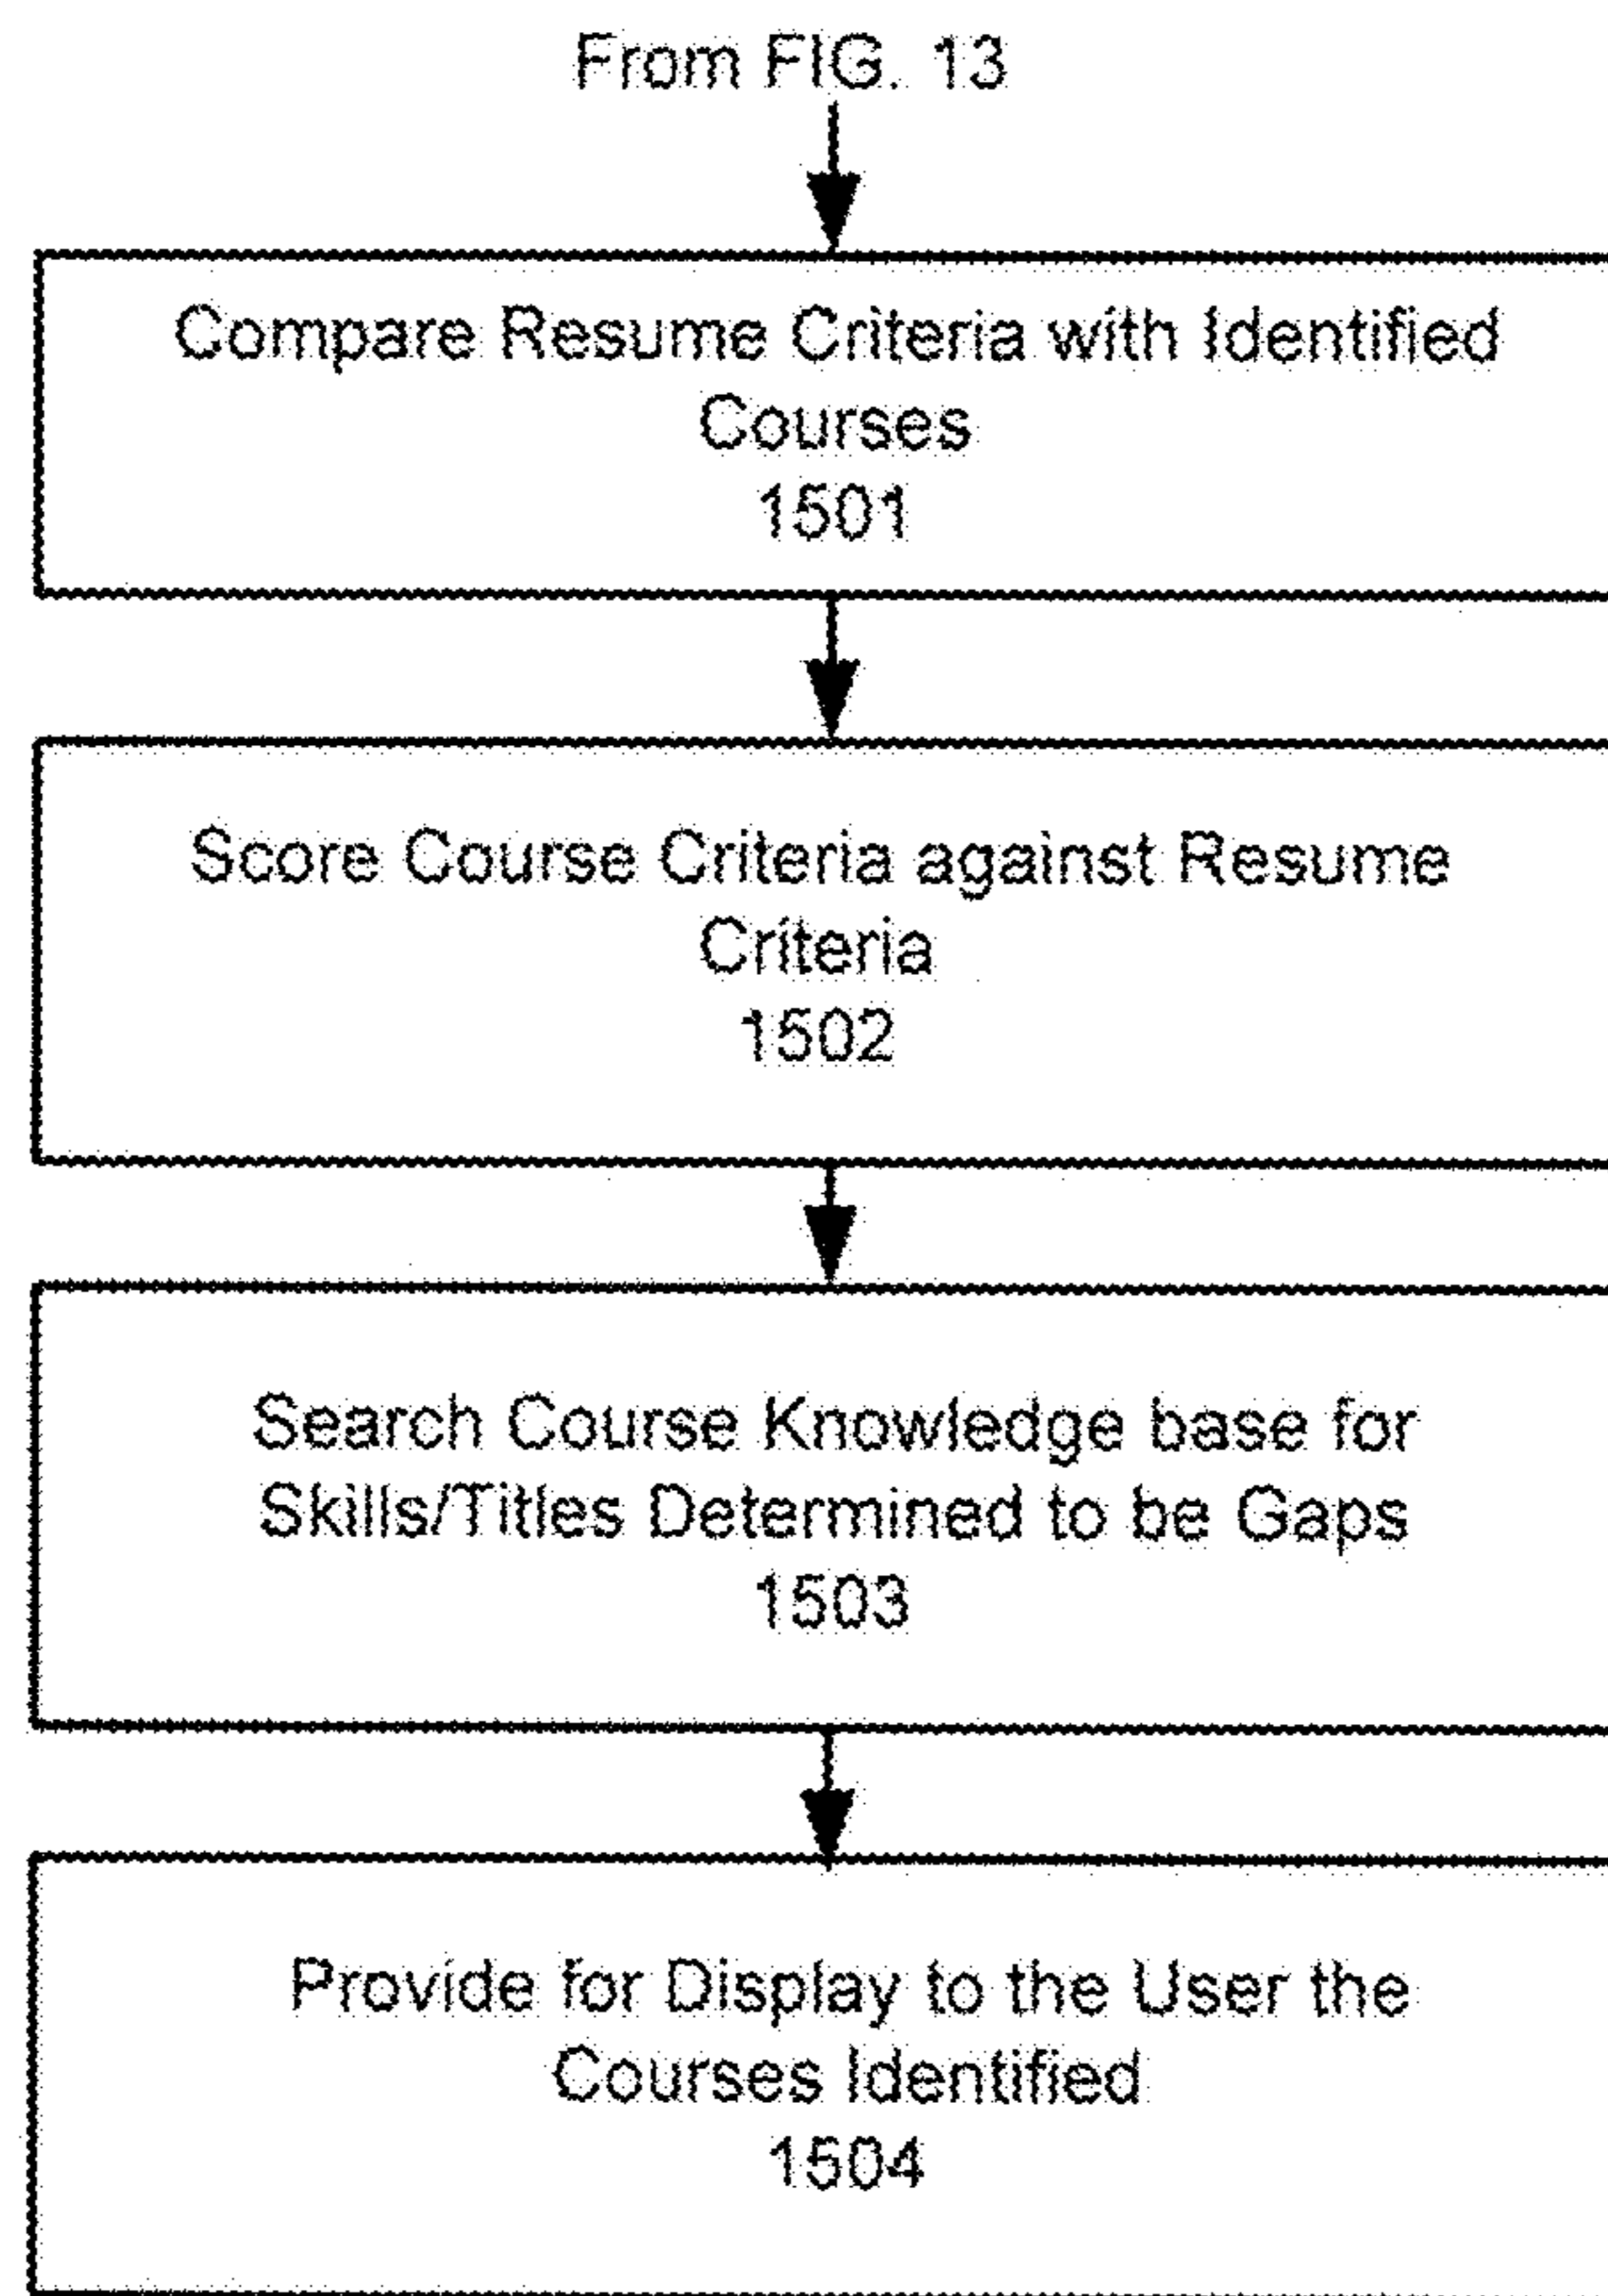 From FIG. 13
Compare Resume Criteria with Identified
Courses
1501
Score Course Criteria against Resume
Criteria
1502
Search Course Knowledge base for
Skills/Titles Determined to be Gaps
1503
Provide for Display to the User the
Courses Identified
1504